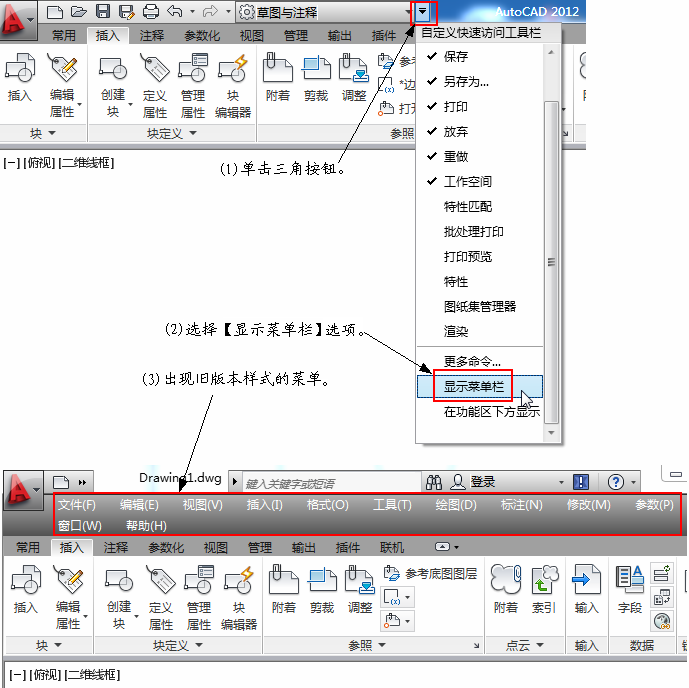 草图与注释
AutoCAD 2012
常用 插入 注释 参数化 视图 管理 输出 插件
自定义快速访问工具栏
保存
另存为...
打印
放弃
重做
工作空间
特性匹配
批处理打印
打印预览
特性
图纸集管理器
渲染
更多命令...
显示菜单栏
在功能区下方显示
插入 编辑属性 创建块 定义属性 管理属性 块编辑器 附着 剪裁 调整
*边
打开
块 块定义 参照
[−] [俯视] [二维线框]
(1)单击三角按钮。
(2)选择【显示菜单栏】选项。
(3)出现旧版本样式的菜单。
Drawing1.dwg 键入关键字或短语 登录
文件(F) 编辑(E) 视图(V) 插入(I) 格式(O) 工具(T) 绘图(D) 标注(N) 修改(M) 参数(P)
窗口(W) 帮助(H)
常用 插入 注释 参数化 视图 管理 输出 插件 联机
插入 编辑属性 创建块 定义属性 管理属性 块编辑器 附着 剪裁 调整 参考底图图层 附着 索引 输入 字段
块 块定义 参照 点云 输入 数据
[−] [俯视] [二维线框]